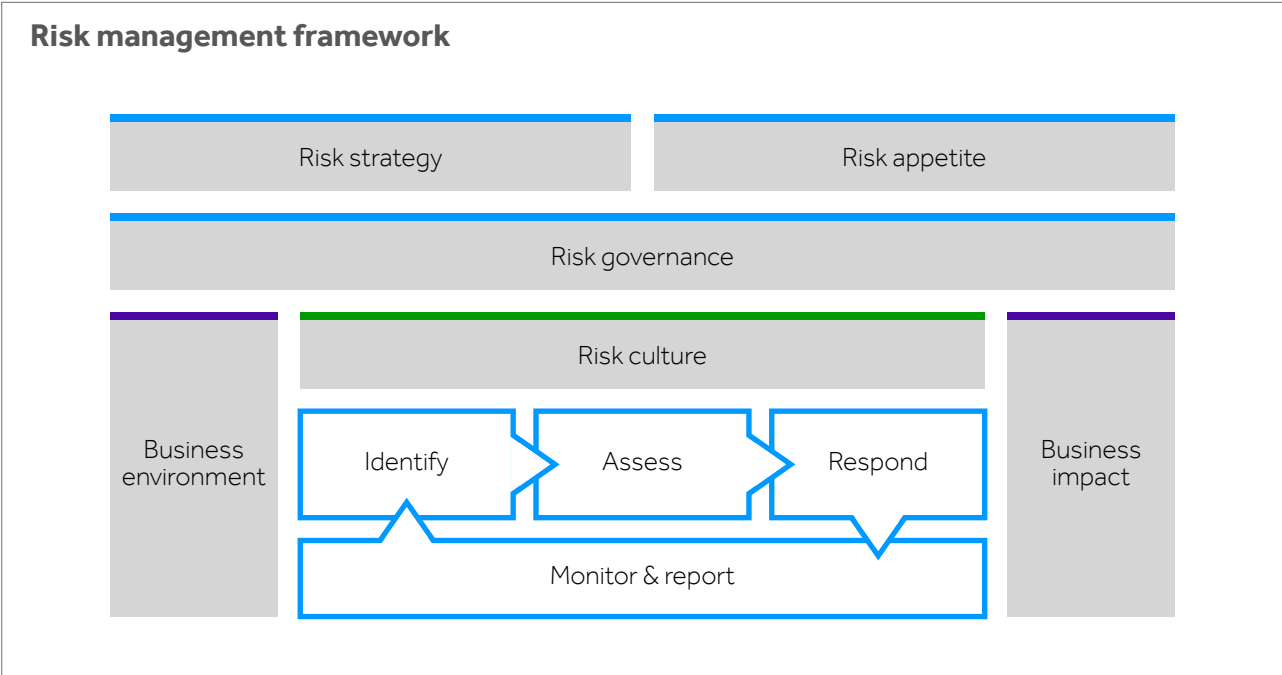 Risk management framework
Risk strategy
Risk appetite
Risk governance
Risk culture
Business
environment
Identify
Assess
Respond
Business
impact
Monitor & report